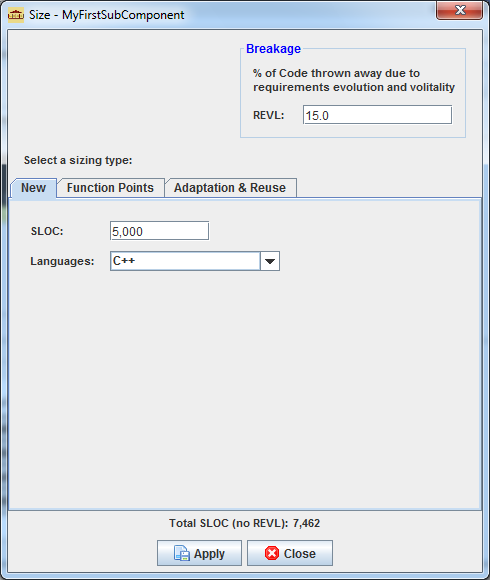 Size - MyFirstSubComponent
Breakage
% of Code thrown away due to
requirements evolution and volitality
REVL: 15.0
Select a sizing type:
New Function Points Adaptation & Reuse
SLOC: 5,000
Languages: C++
Total SLOC (no REVL): 7,462
Apply Close